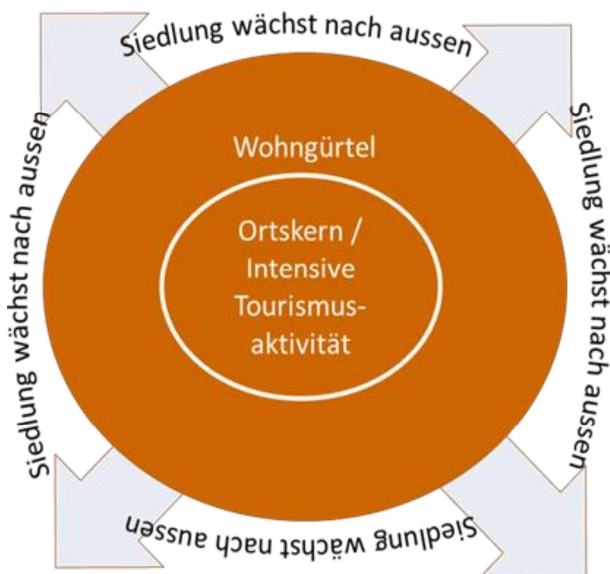 Siedlung wächst nach aussen
Wohngürtel
Ortskern /
Intensive
Tourismus-
aktivität
Siedlung wächst nach aussen
Siedlung wächst nach aussen
Siedlung wächst nach aussen